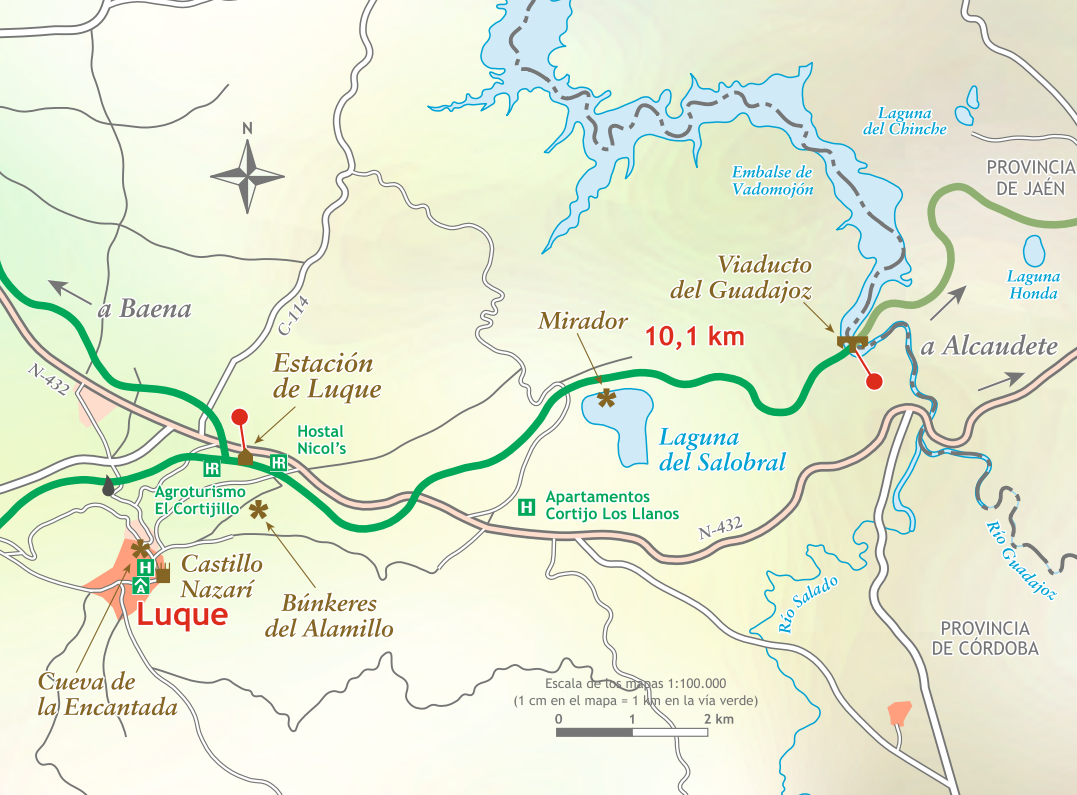 Laguna
del Chinche
N
PROVINCIA
DE JAÉN
Embalse de
Vadomojón
Viaducto
del Guadajoz
Laguna
Honda
a Baena
C-114
Mirador
10,1 km
a Alcaudete
N-432
Estación
de Luque
Hostal
Nicol's
HR
HR
Laguna
del Salobral
Agroturismo
El Cortijillo
H
Apartamentos
Cortijo Los Llanos
N-432
Río Guadajoz
H
A
Castillo
Nazarí
Luque
Búnkeres
del Alamillo
Río Salado
PROVINCIA
DE CÓRDOBA
Cueva de
la Encantada
Escala de los mapas 1:100.000
(1 cm en el mapa = 1 km en la vía verde)
0 1 2 km